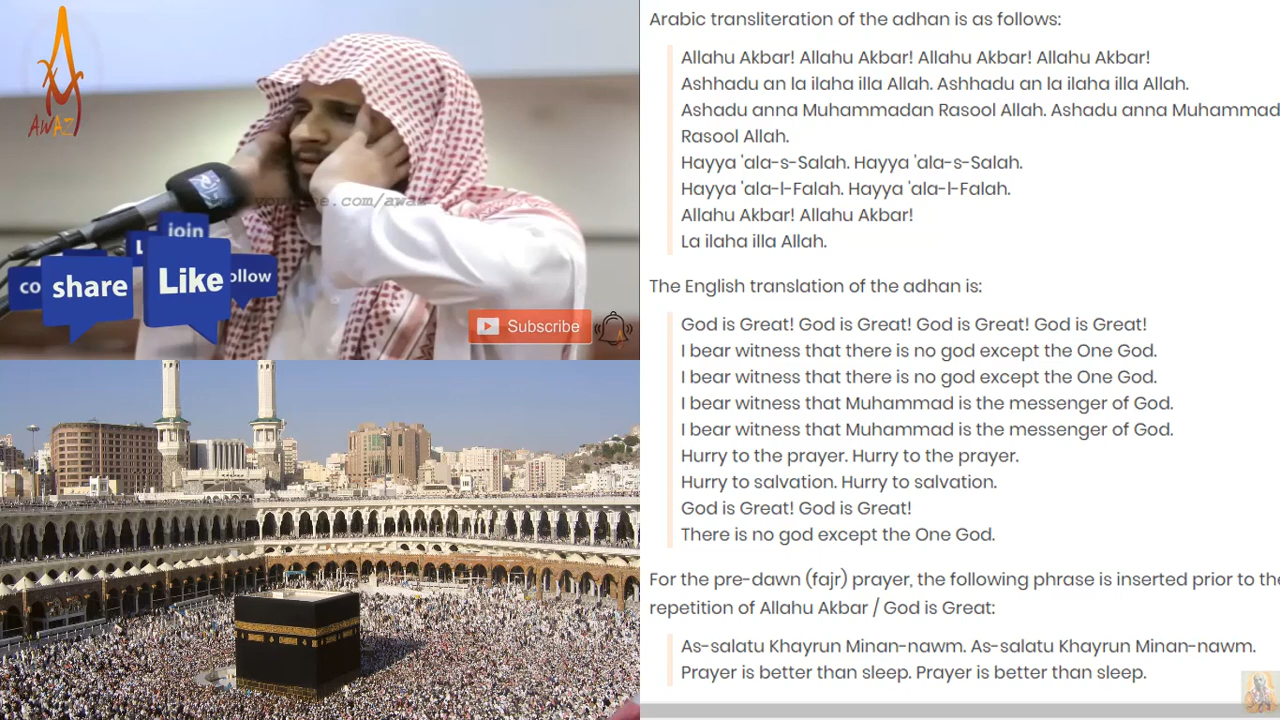 AWAZ
join
L
co
share
Like
ollow
Subscribe
Arabic transliteration of the adhan is as follows:
Allahu Akbar! Allahu Akbar! Allahu Akbar! Allahu Akbar!
Ashhadu an la ilaha illa Allah. Ashhadu an la ilaha illa Allah.
Ashadu anna Muhammadan Rasool Allah. Ashadu anna Muhammad
Rasool Allah.
Hayya 'ala-s-Salah. Hayya 'ala-s-Salah.
Hayya 'ala-l-Falah. Hayya 'ala-l-Falah.
Allahu Akbar! Allahu Akbar!
La ilaha illa Allah.
The English translation of the adhan is:
God is Great! God is Great! God is Great! God is Great!
I bear witness that there is no god except the One God.
I bear witness that there is no god except the One God.
I bear witness that Muhammad is the messenger of God.
I bear witness that Muhammad is the messenger of God.
Hurry to the prayer. Hurry to the prayer.
Hurry to salvation. Hurry to salvation.
God is Great! God is Great!
There is no god except the One God.
For the pre-dawn (fajr) prayer, the following phrase is inserted prior to the
repetition of Allahu Akbar / God is Great:
As-salatu Khayrun Minan-nawm. As-salatu Khayrun Minan-nawm.
Prayer is better than sleep. Prayer is better than sleep.